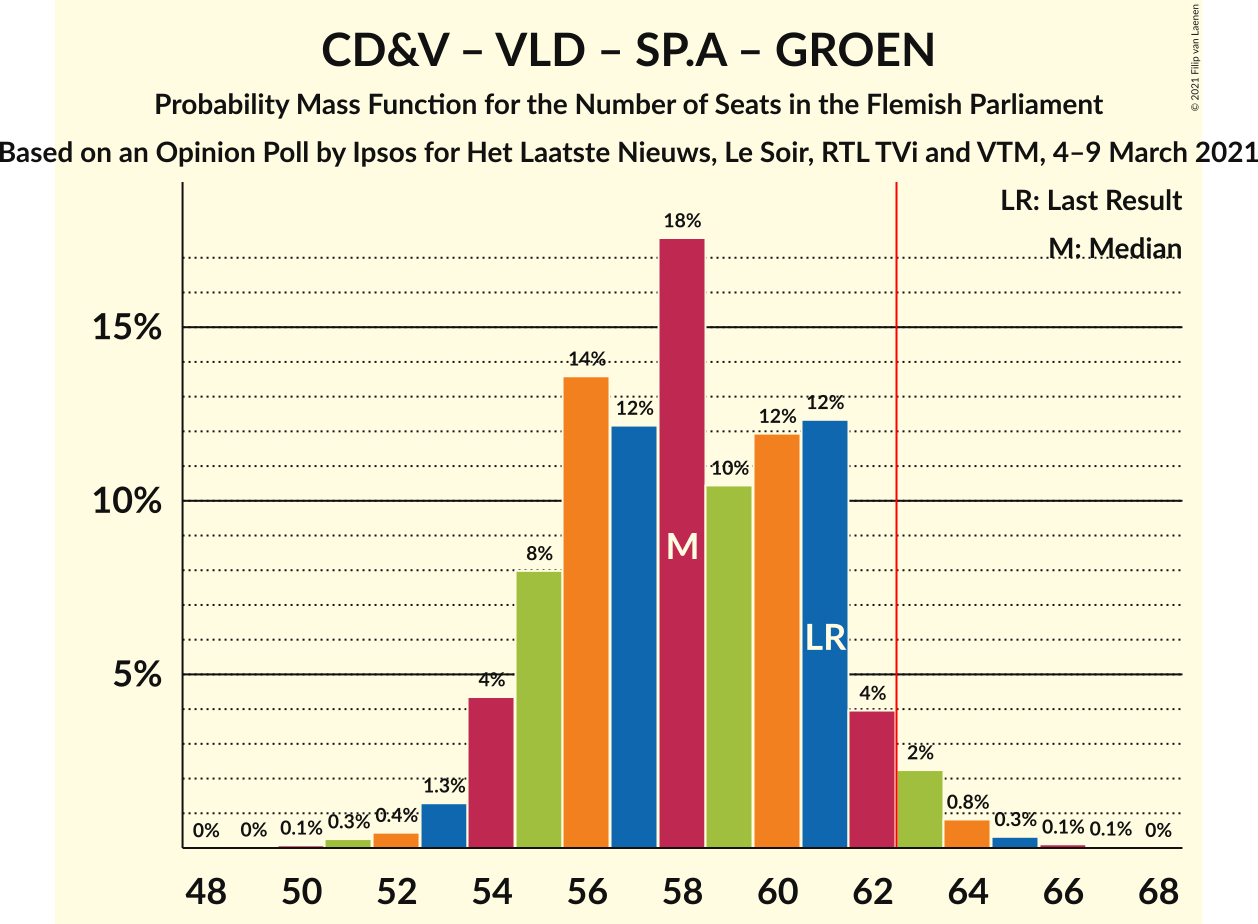 CD&V – VLD – SP.A – GROEN
Probability Mass Function for the Number of Seats in the Flemish Parliament
Based on an Opinion Poll by Ipsos for Het Laatste Nieuws, Le Soir, RTL TVi and VTM, 4–9 March 2021
© 2021 Filip van Laenen
LR: Last Result
M: Median
15%
10%
5%
0% 0% 0.1% 0.3% 0.4% 1.3% 4% 8% 14% 12% 18% 10% 12% 12% 4% 2% 0.8% 0.3% 0.1% 0.1% 0%
M
LR
48 50 52 54 56 58 60 62 64 66 68